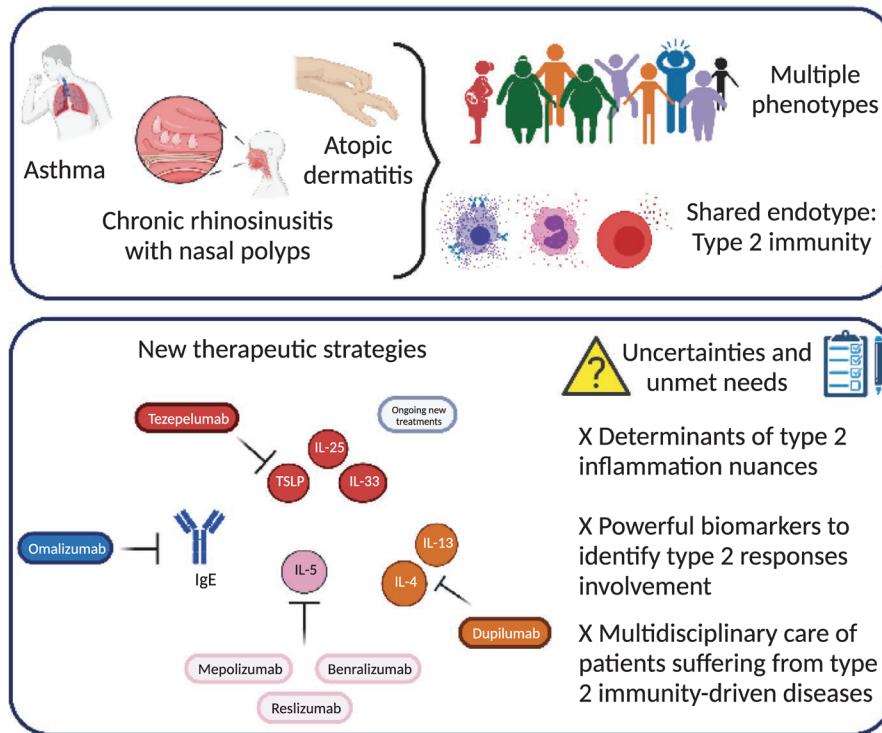 Asthma
Chronic rhinosinusitis
with nasal polyps
Atopic
dermatitis
Multiple
phenotypes
Shared endotype:
Type 2 immunity
New therapeutic strategies
Tezepelumab
Ongoing new
treatments
IL-25
TSLP
IL-33
Omalizumab
IgE
IL-5
IL-13
IL-4
Dupilumab
Mepolizumab
Benralizumab
Reslizumab
?
Uncertainties and
unmet needs
X Determinants of type 2
inflammation nuances
X Powerful biomarkers to
identify type 2 responses
involvement
X Multidisciplinary care of
patients suffering from type
2 immunity-driven diseases